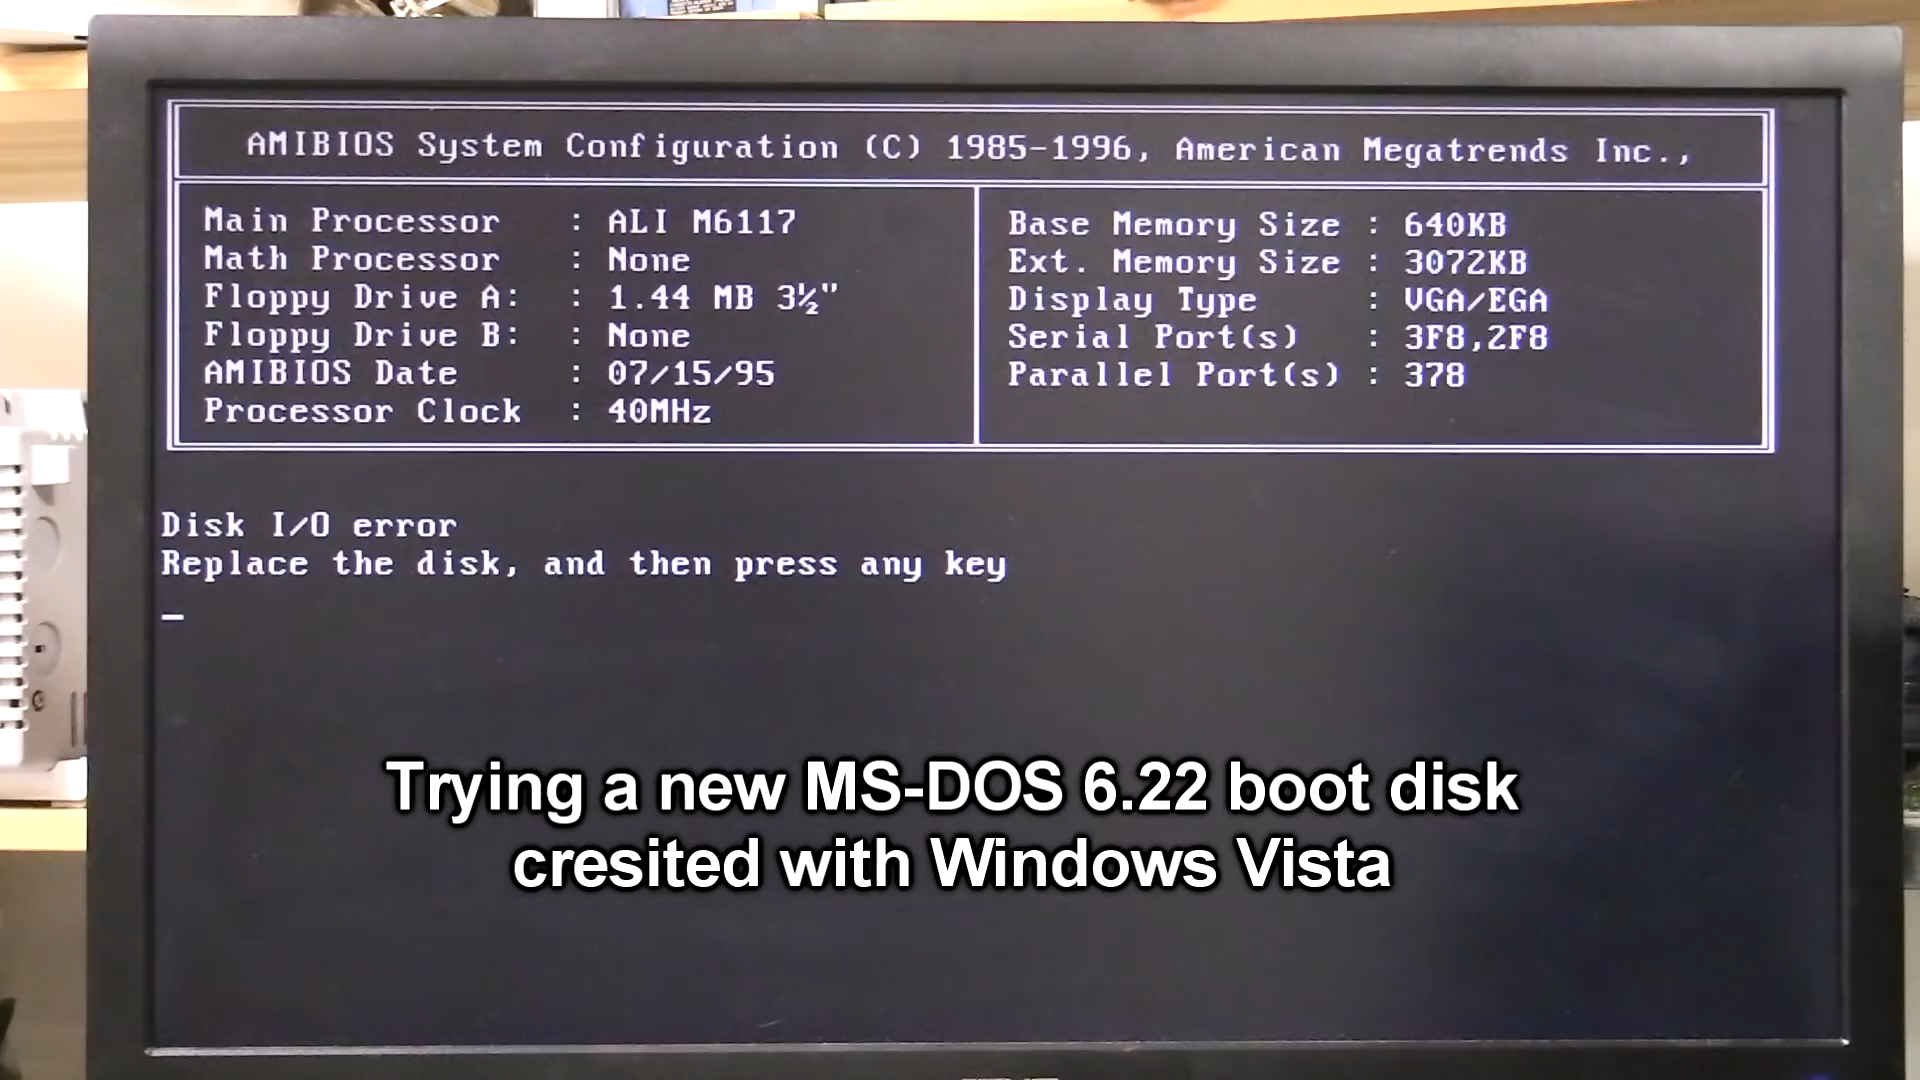 AMIBIOS System Configuration (C) 1985-1996, American Megatrends Inc.,
Main Processor : ALI M6117
Math Processor : None
Floppy Drive A: : 1.44 MB 3½"
Floppy Drive B: : None
AMIBIOS Date : 07/15/95
Processor Clock : 40MHz
Base Memory Size : 640KB
Ext. Memory Size : 3072KB
Display Type : VGA/EGA
Serial Port(s) : 3F8,2F8
Parallel Port(s) : 378
Disk I/O error
Replace the disk, and then press any key
Trying a new MS-DOS 6.22 boot disk
cresited with Windows Vista